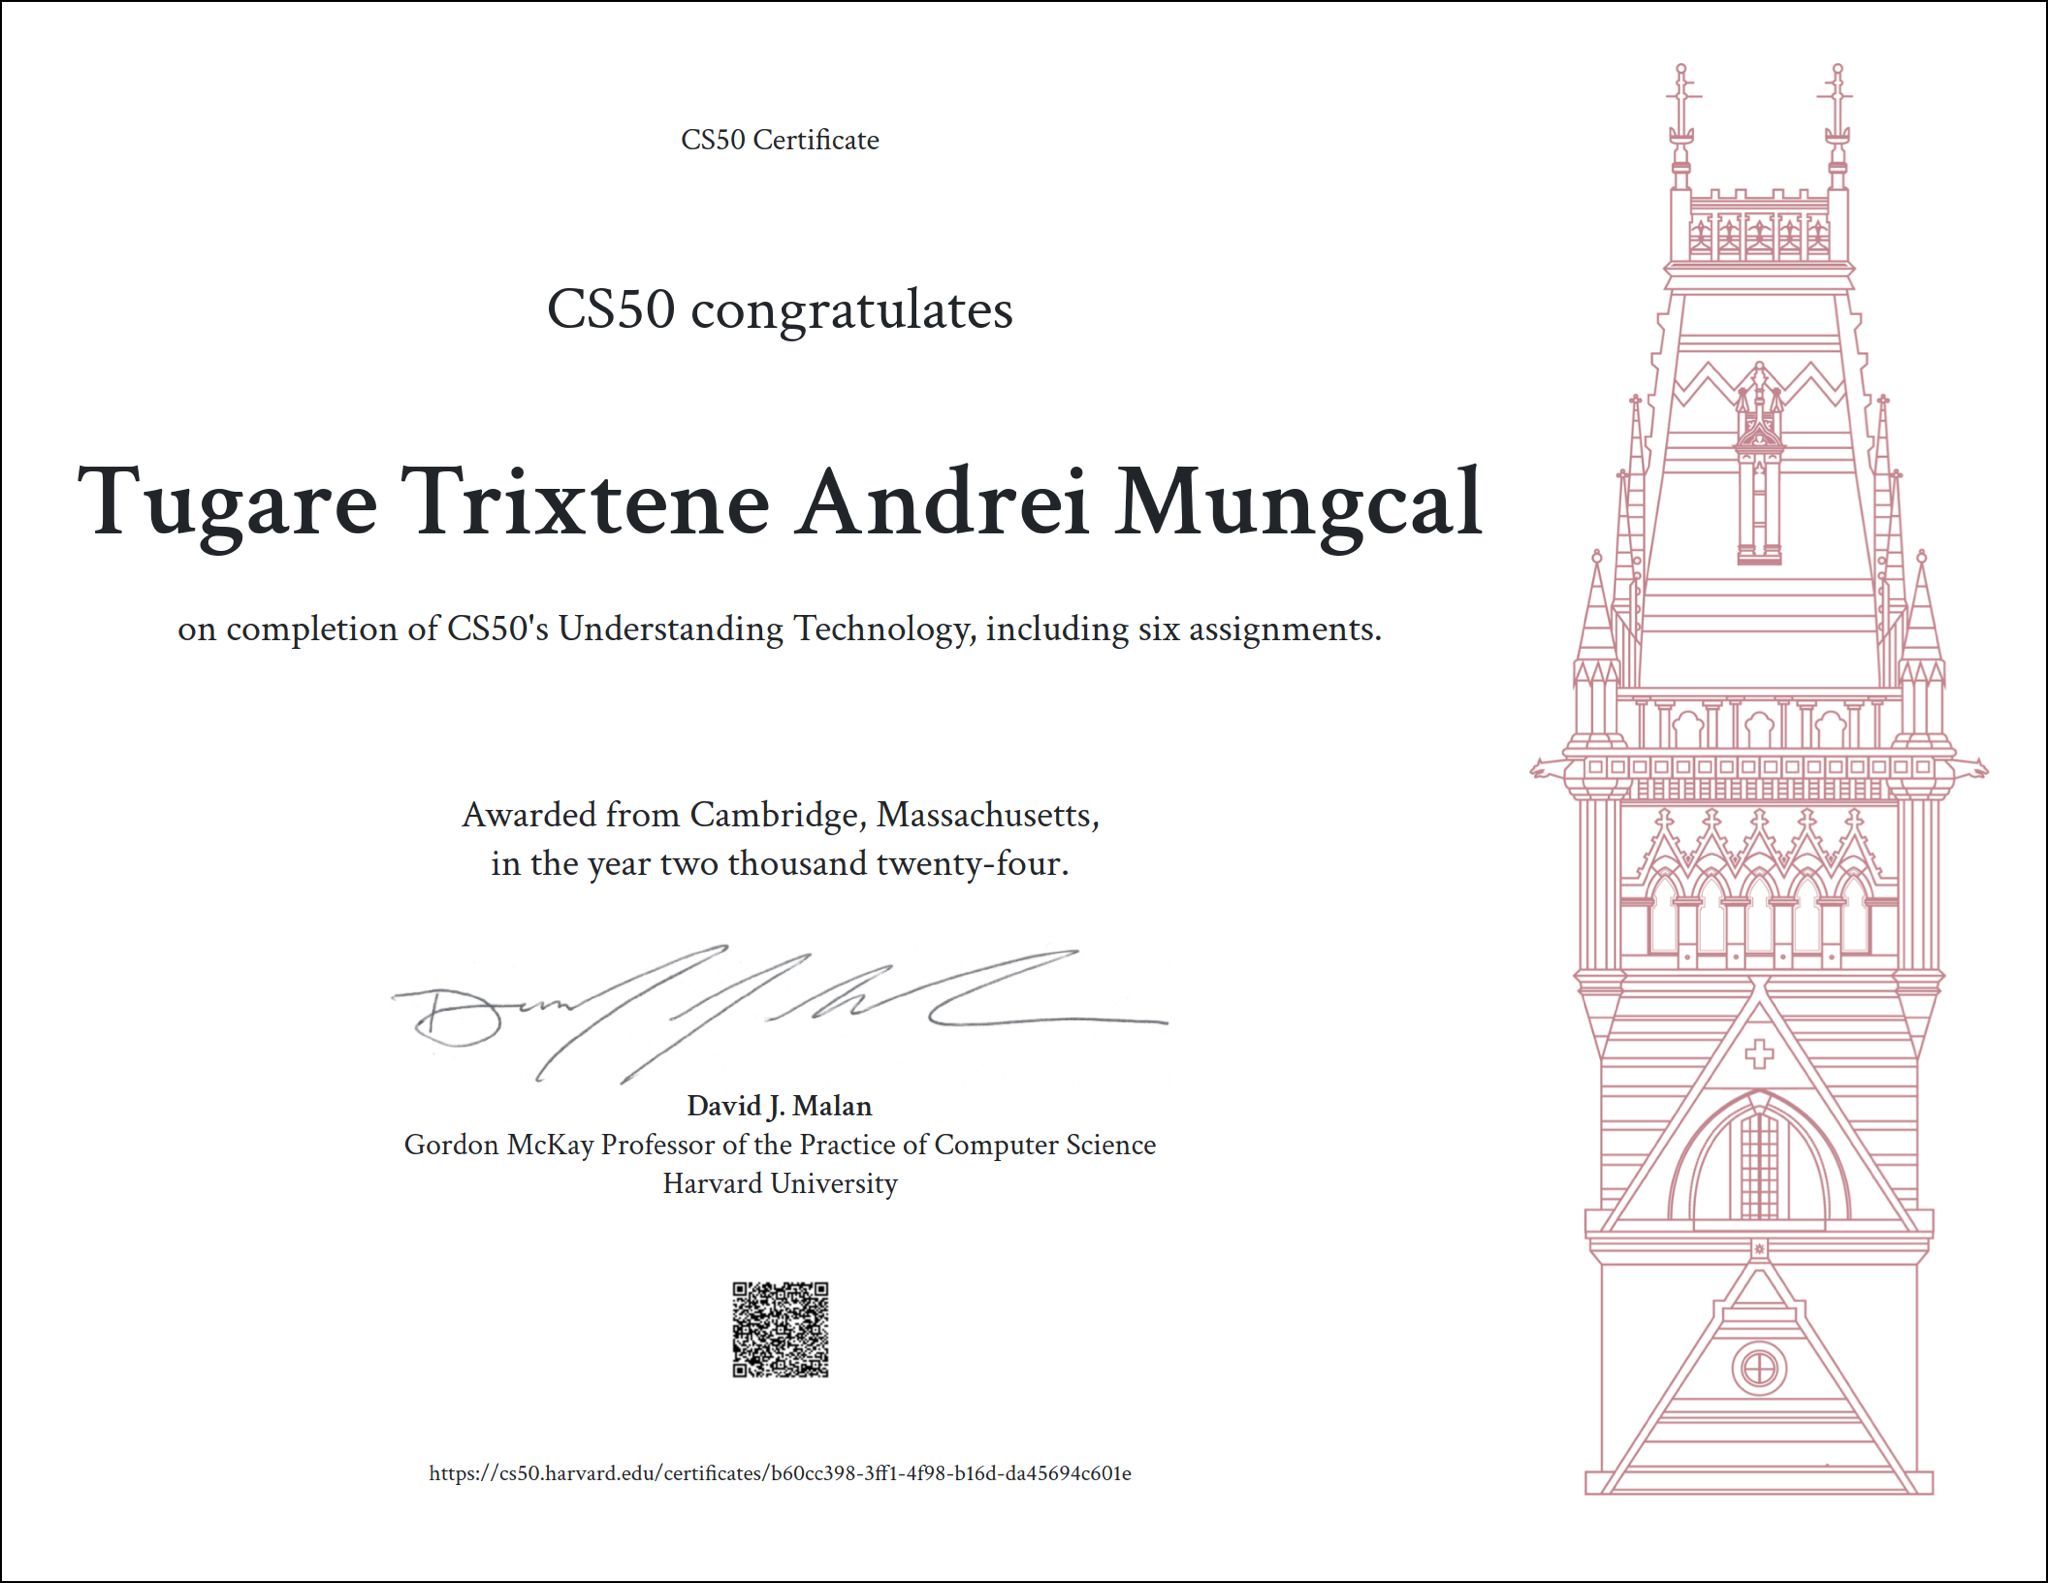 CS50 Certificate
CS50 congratulates
Tugare Trixtene Andrei Mungcal
on completion of CS50's Understanding Technology, including six assignments.
Awarded from Cambridge, Massachusetts,
in the year two thousand twenty-four.
David J. Malan
Gordon McKay Professor of the Practice of Computer Science
Harvard University
https://cs50.harvard.edu/certificates/b60cc398-3ff1-4f98-b16d-da45694c601e